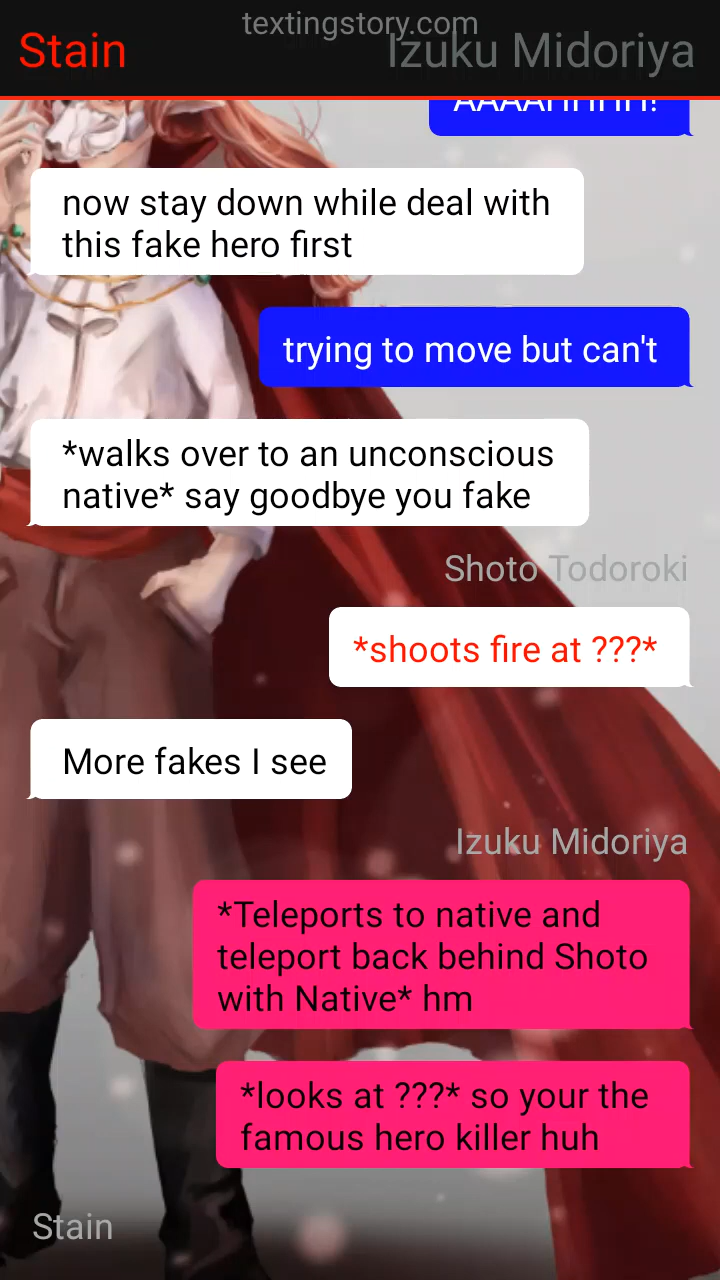 textingstory.com
Stain
Izuku Midoriya
AAAAHHHH!
now stay down while deal with
this fake hero first
trying to move but can't
*walks over to an unconscious
native* say goodbye you fake
Shoto Todoroki
*shoots fire at ???*
More fakes I see
Izuku Midoriya
*Teleports to native and
teleport back behind Shoto
with Native* hm
*looks at ???* so your the
famous hero killer huh
Stain